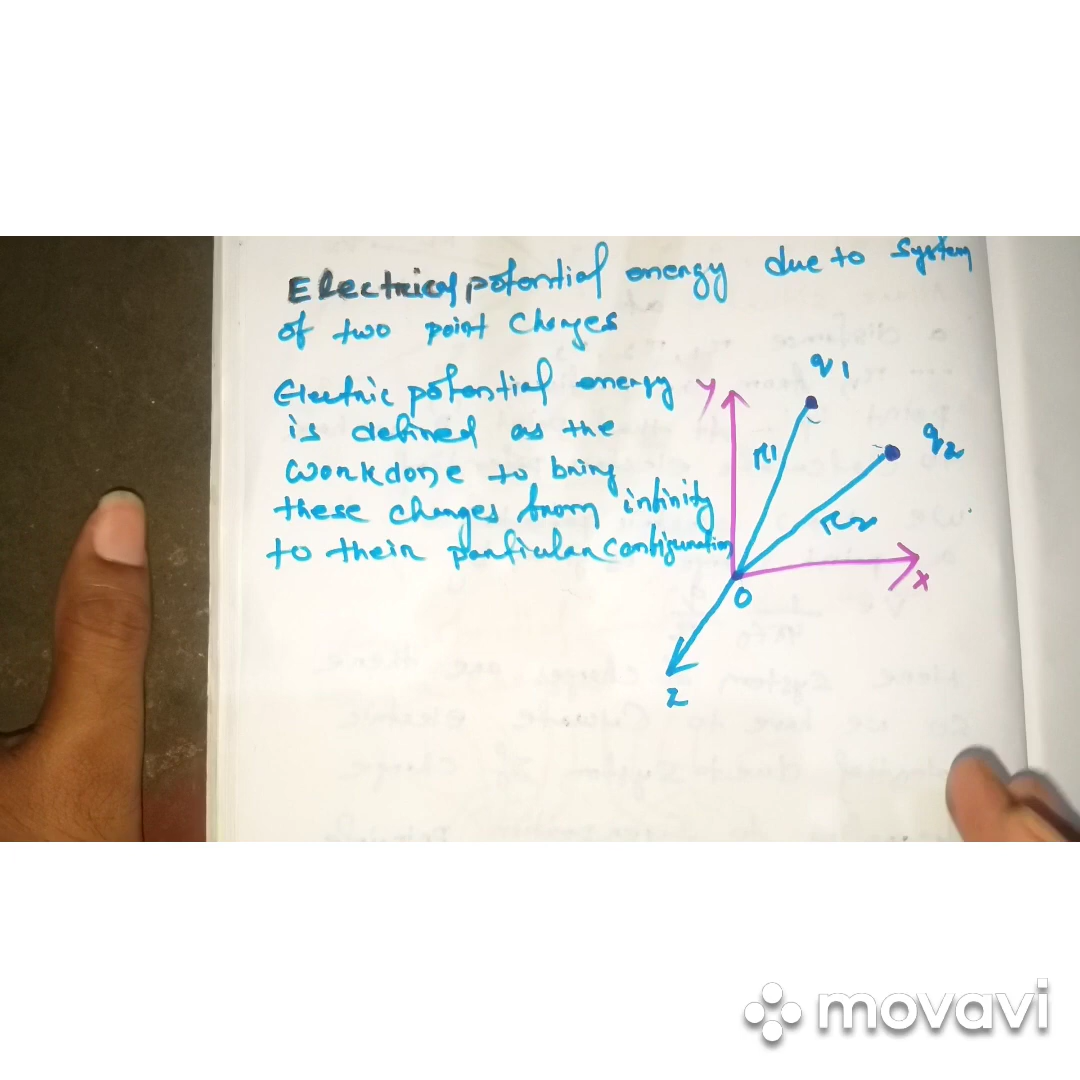 Electrical potential energy due to system
of two point charges
Electric potential energy
is defined as the
workdone to bring
these charges from infinity
to their particular configuration
Y
q1
q2
r1
r2
X
O
Z
movavi